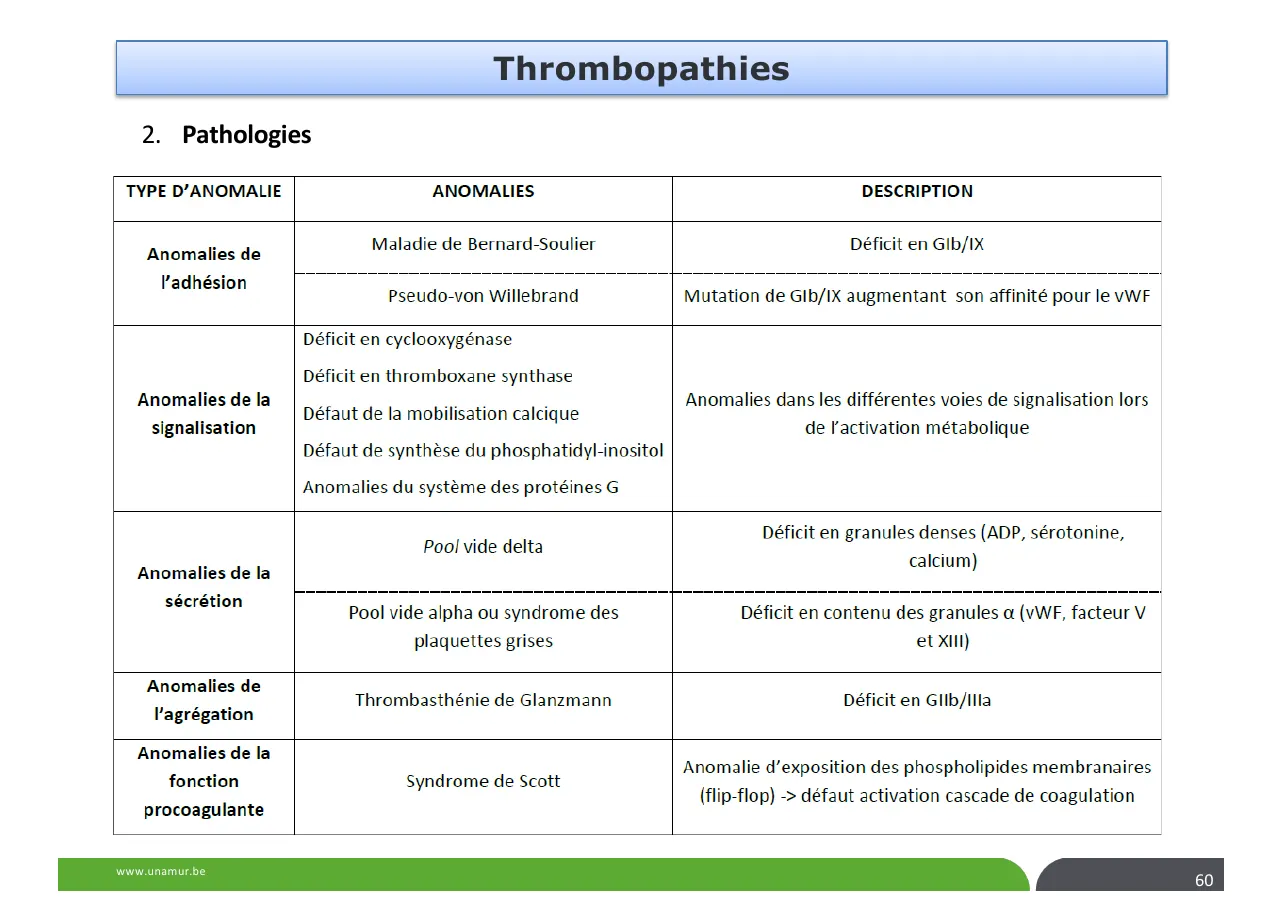 Thrombopathies
2. Pathologies
TYPE D'ANOMALIE
ANOMALIES
DESCRIPTION
Anomalies de
l'adhésion
Maladie de Bernard-Soulier
Déficit en GIb/IX
Pseudo-von Willebrand
Mutation de GIb/IX augmentant son affinité pour le vWF
Anomalies de la
signalisation
Déficit en cyclooxygénase
Déficit en thromboxane synthase
Défaut de la mobilisation calcique
Défaut de synthèse du phosphatidyl-inositol
Anomalies du système des protéines G
Anomalies dans les différentes voies de signalisation lors
de l'activation métabolique
Anomalies de la
sécrétion
Pool vide delta
Déficit en granules denses (ADP, sérotonine,
calcium)
Pool vide alpha ou syndrome des
plaquettes grises
Déficit en contenu des granules α (vWF, facteur V
et XIII)
Anomalies de
l'agrégation
Thrombasthénie de Glanzmann
Déficit en GIIb/IIIa
Anomalies de la
fonction
procoagulante
Syndrome de Scott
Anomalie d'exposition des phospholipides membranaires
(flip-flop) -> défaut activation cascade de coagulation
www.unamur.be
60